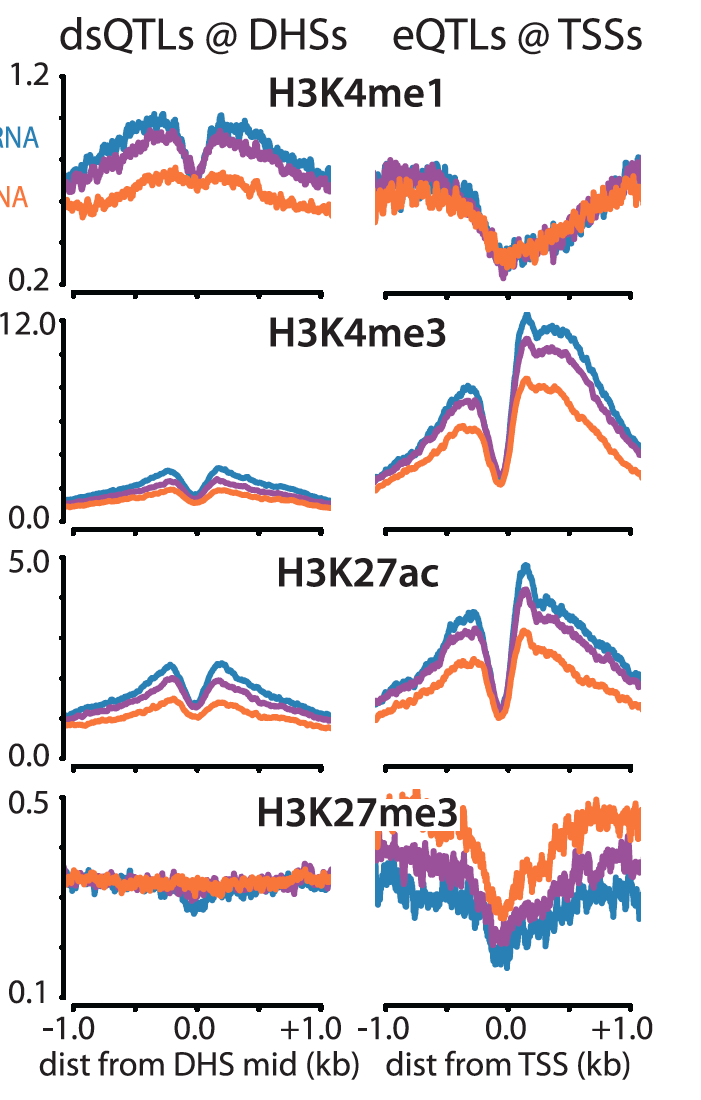 dsQTLs @ DHSs eQTLs @ TSSs
1.2
H3K4me1
RNA
NA
0.2
12.0
H3K4me3
0.0
5.0
H3K27ac
0.0
0.5
H3K27me3
0.1
-1.0 0.0 +1.0 -1.0 0.0 +1.0
dist from DHS mid (kb) dist from TSS (kb)